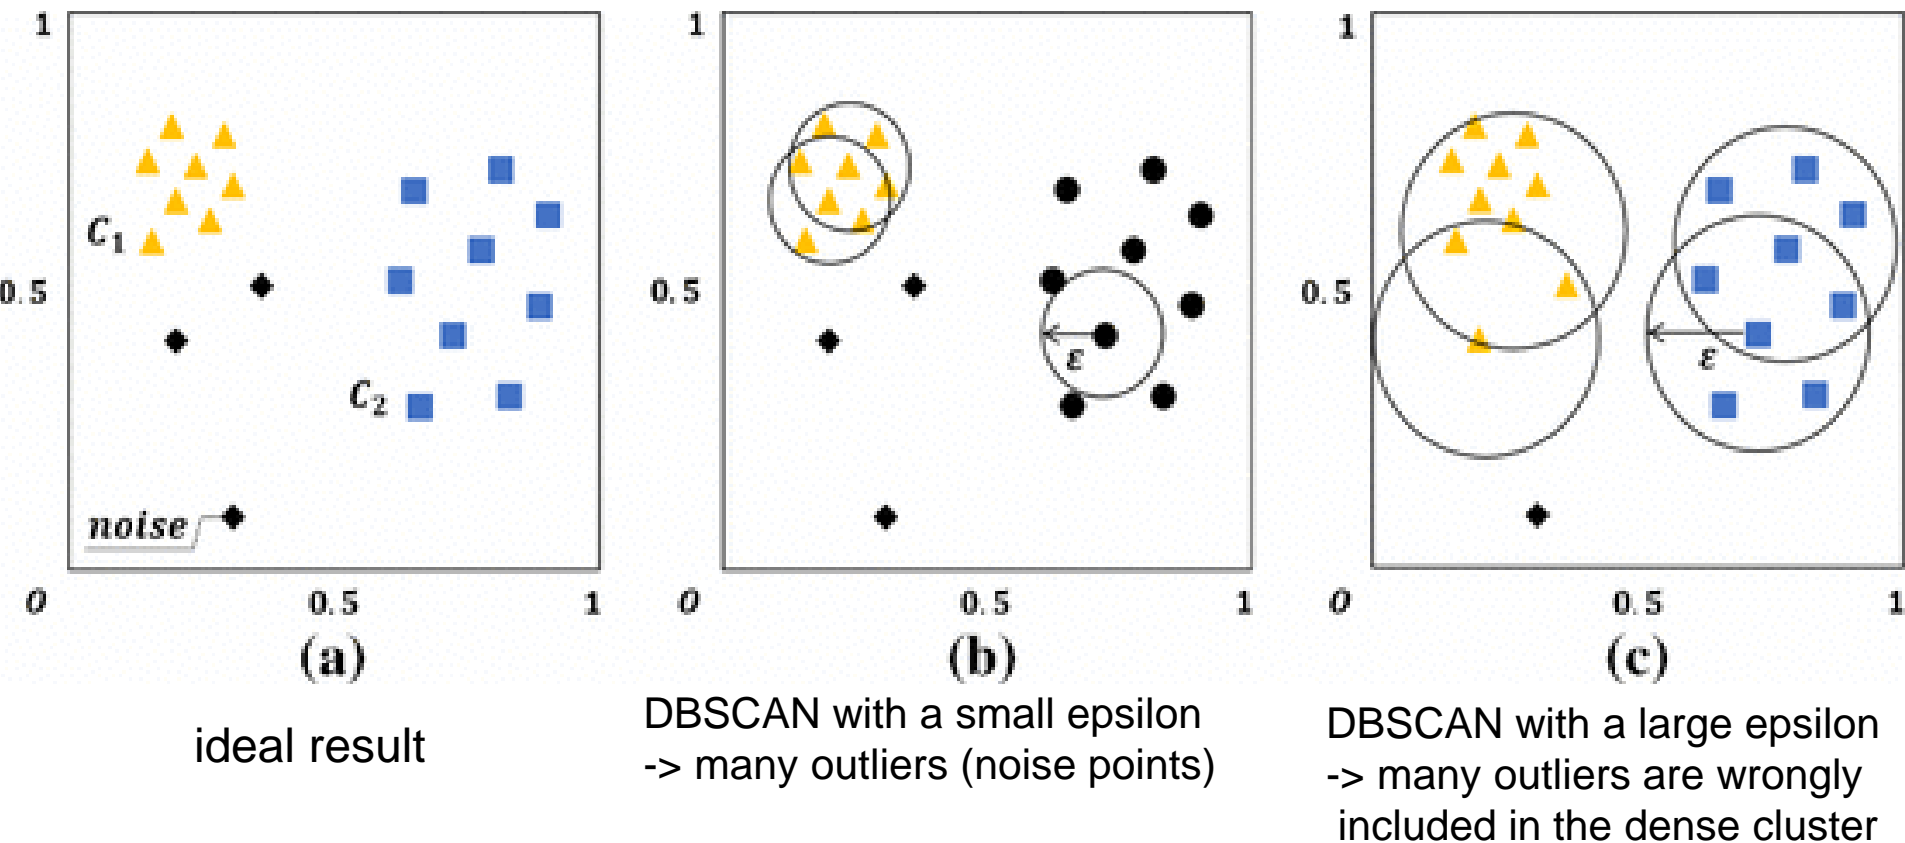 1
C₁
0.5
C₂
noise
0 0.5 1
(a)
ideal result
1
0.5
ε
0 0.5 1
(b)
DBSCAN with a small epsilon
-> many outliers (noise points)
1
0.5
ε
0 0.5 1
(c)
DBSCAN with a large epsilon
-> many outliers are wrongly
included in the dense cluster